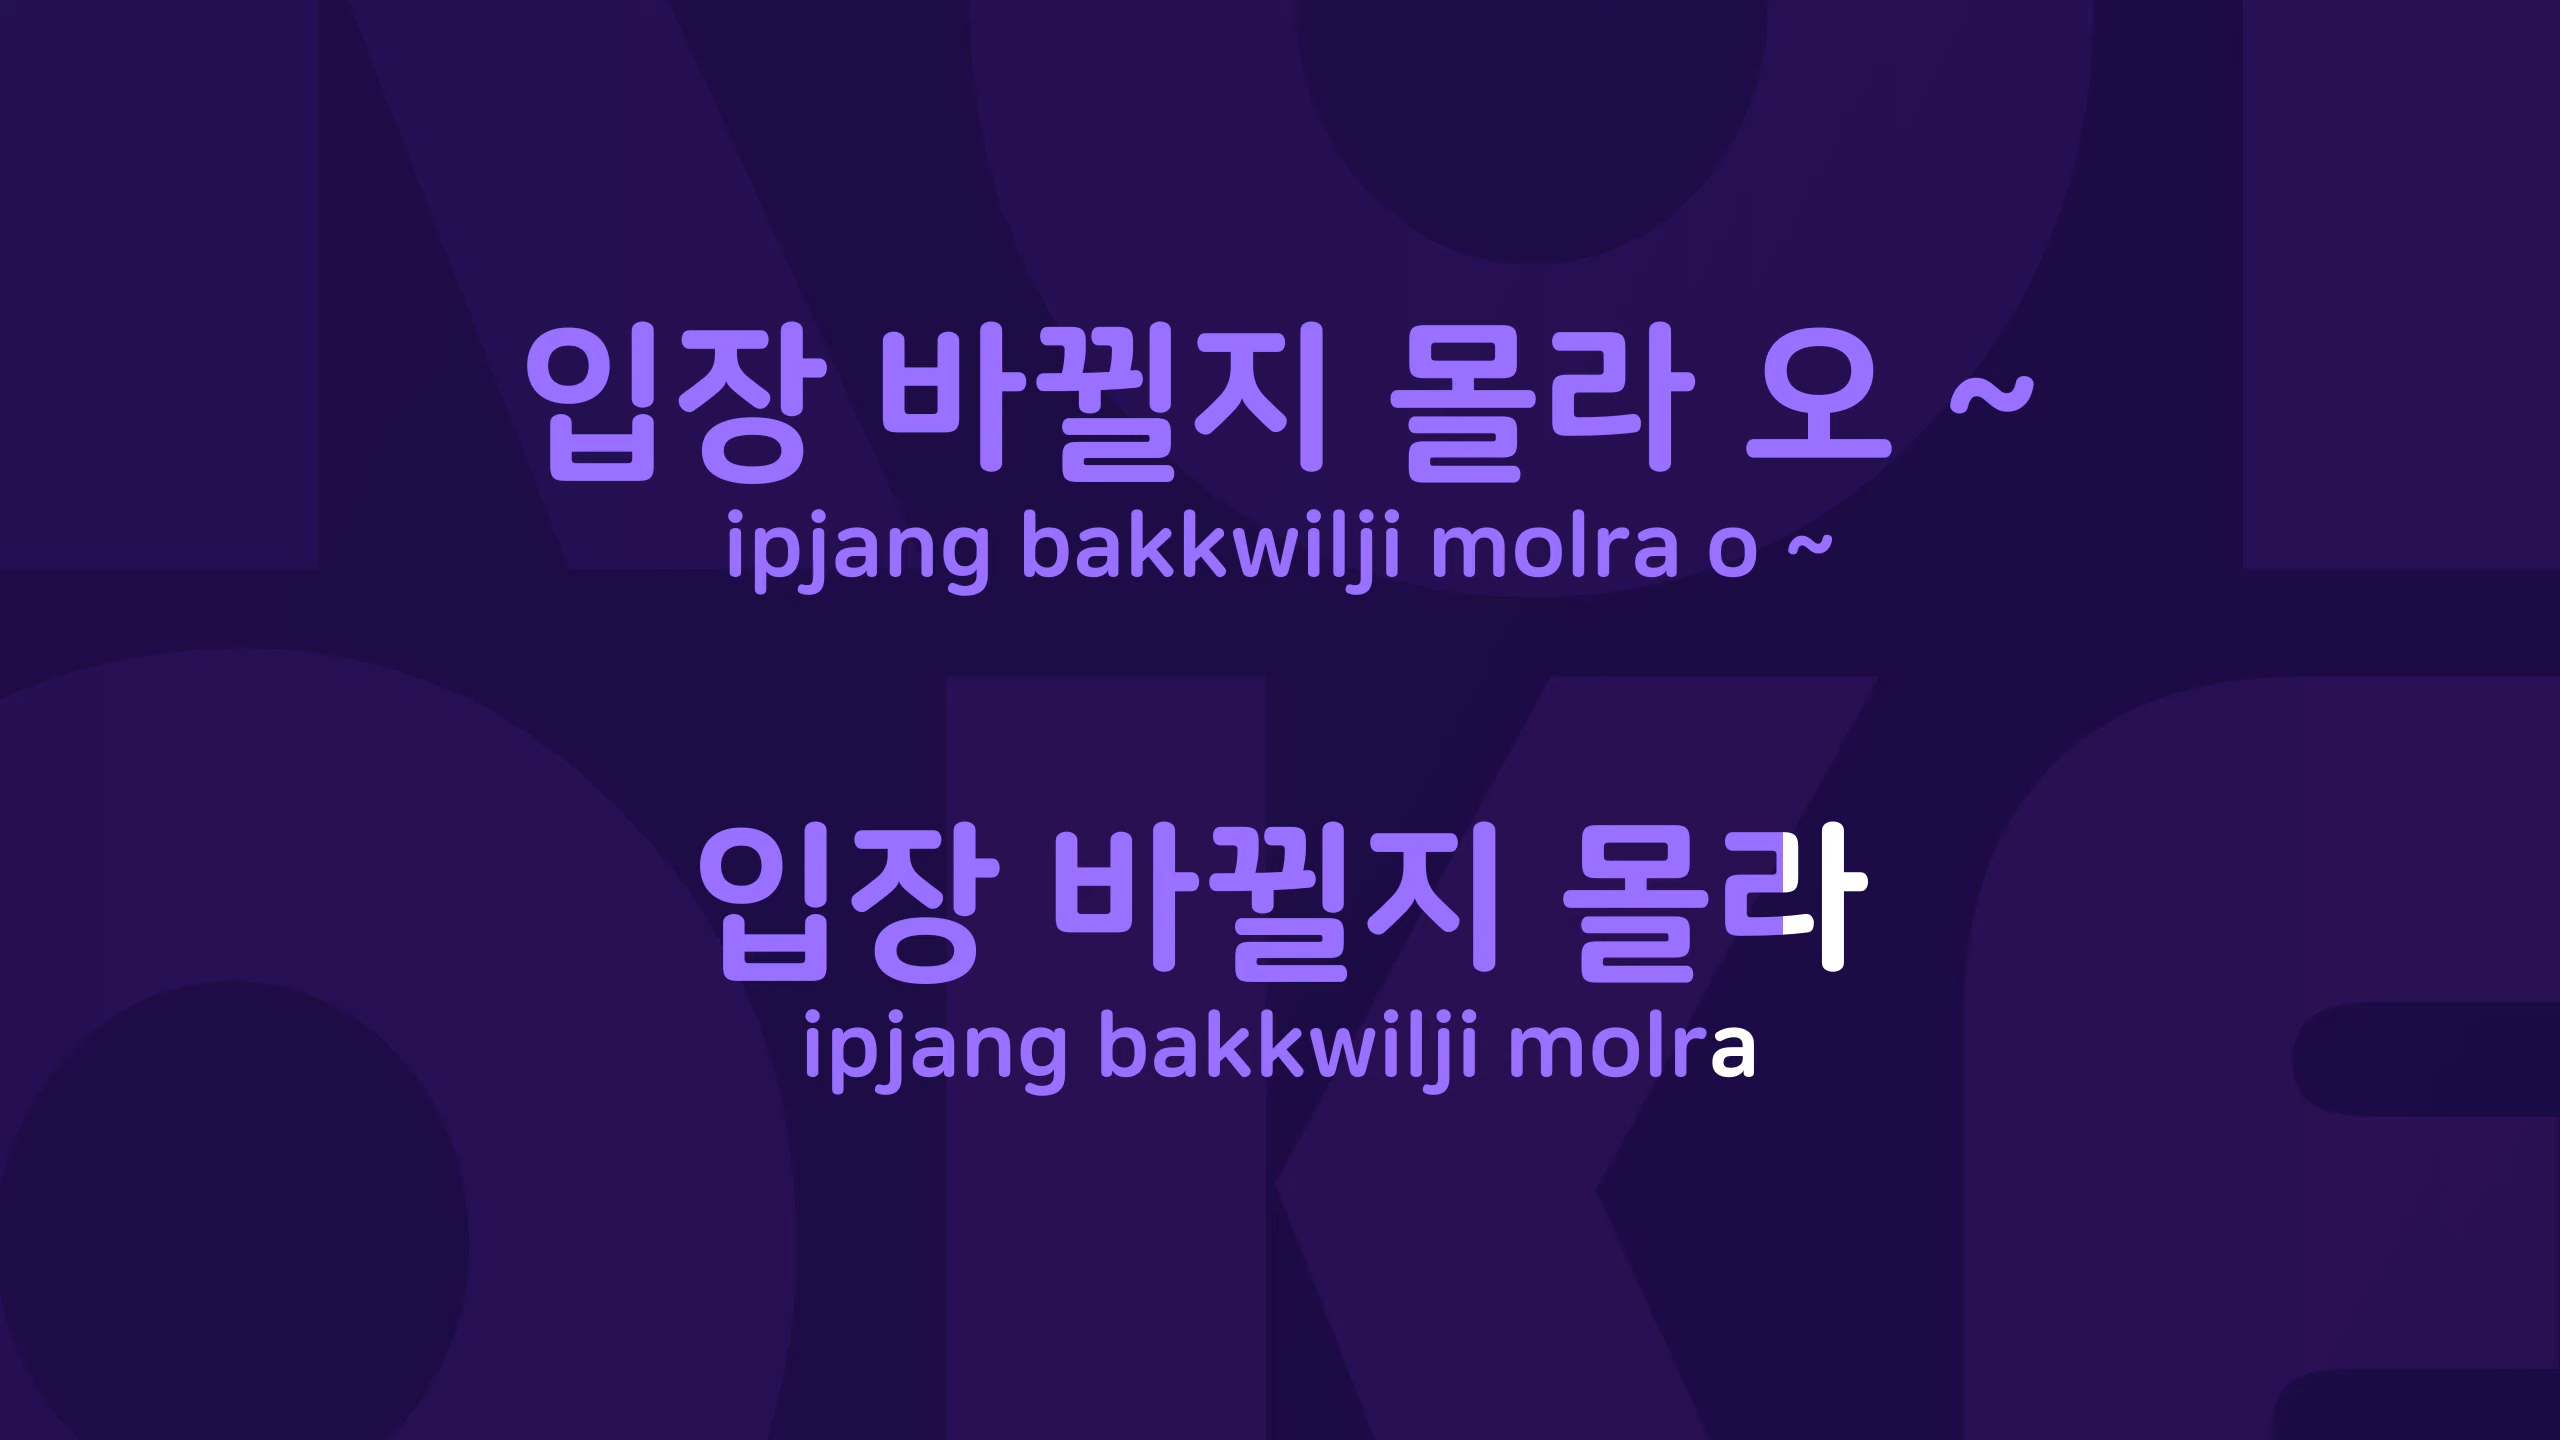 입장 바뀔지 몰라 오 ~
ipjang bakkwilji molra o ~
입장 바뀔지 몰라
ipjang bakkwilji molra